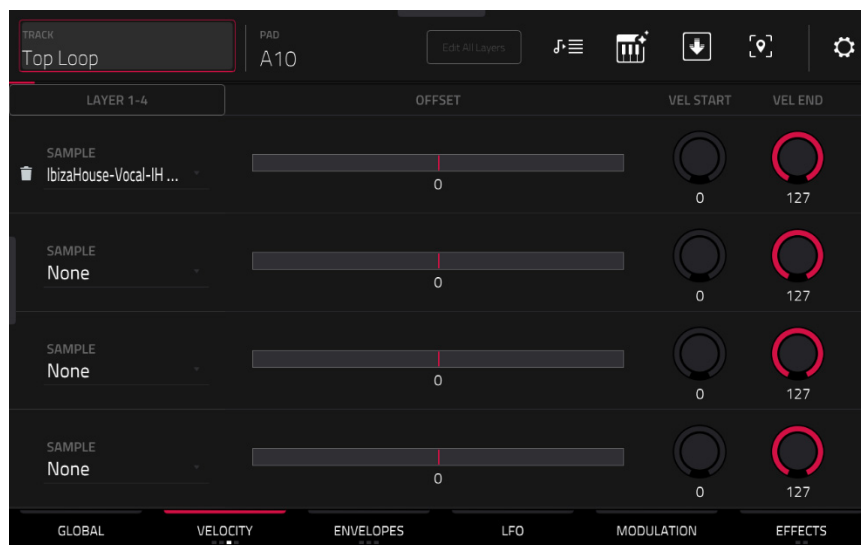 TRACK
Top Loop
PAD
A10
Edit All Layers
LAYER 1-4
OFFSET
VEL START
VEL END
SAMPLE
IbizaHouse-Vocal-IH ...
0
0
127
SAMPLE
None
0
0
127
SAMPLE
None
0
0
127
SAMPLE
None
0
0
127
GLOBAL
VELOCITY
ENVELOPES
LFO
MODULATION
EFFECTS